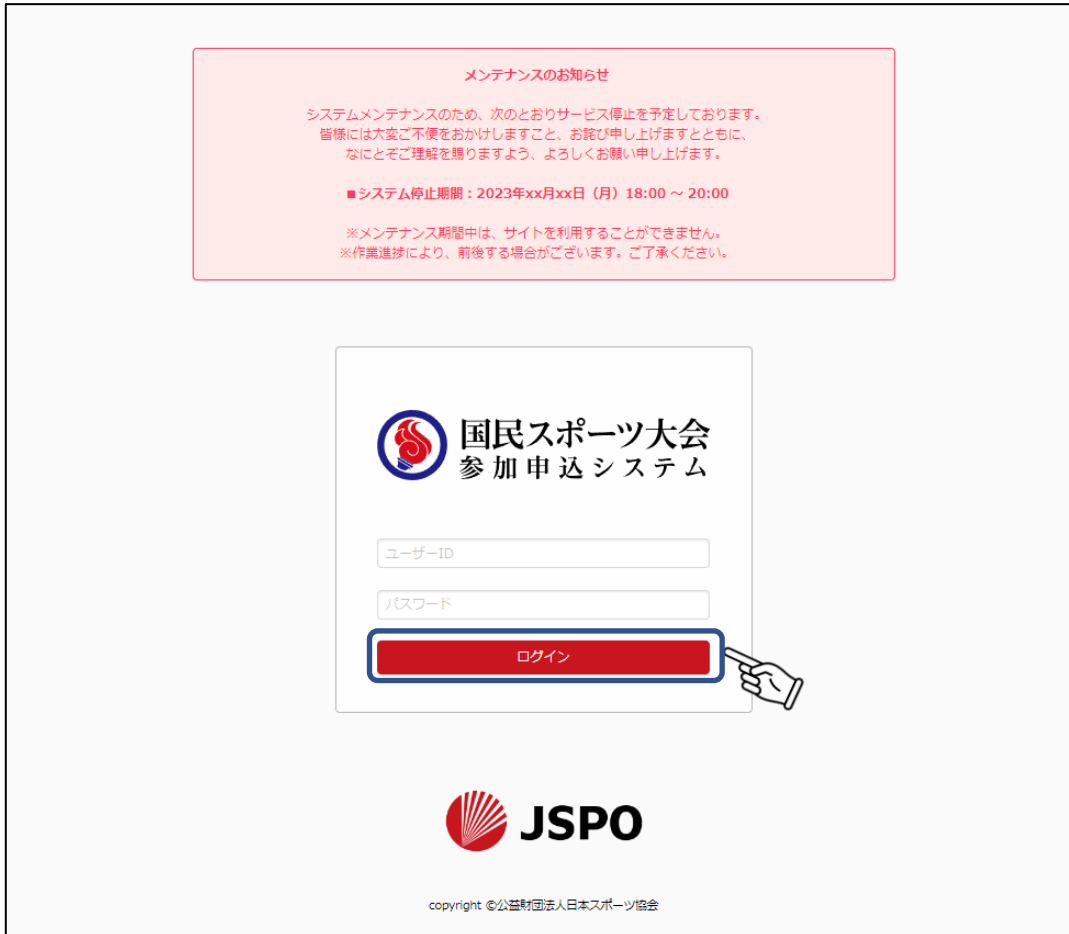 メンテナンスのお知らせ
システムメンテナンスのため、次のとおりサービス停止を予定しております。
皆様には大変ご不便をおかけしますこと、お詫び申し上げますとともに、
なにとぞご理解を賜りますよう、よろしくお願い申し上げます。
■システム停止期間：2023年xx月xx日（月）18:00 ～ 20:00
※メンテナンス期間中は、サイトを利用することができません。
※作業進捗により、前後する場合がございます。ご了承ください。
国民スポーツ大会
参加申込システム
ユーザーID
パスワード
ログイン
JSPO
copyright ©公益財団法人日本スポーツ協会